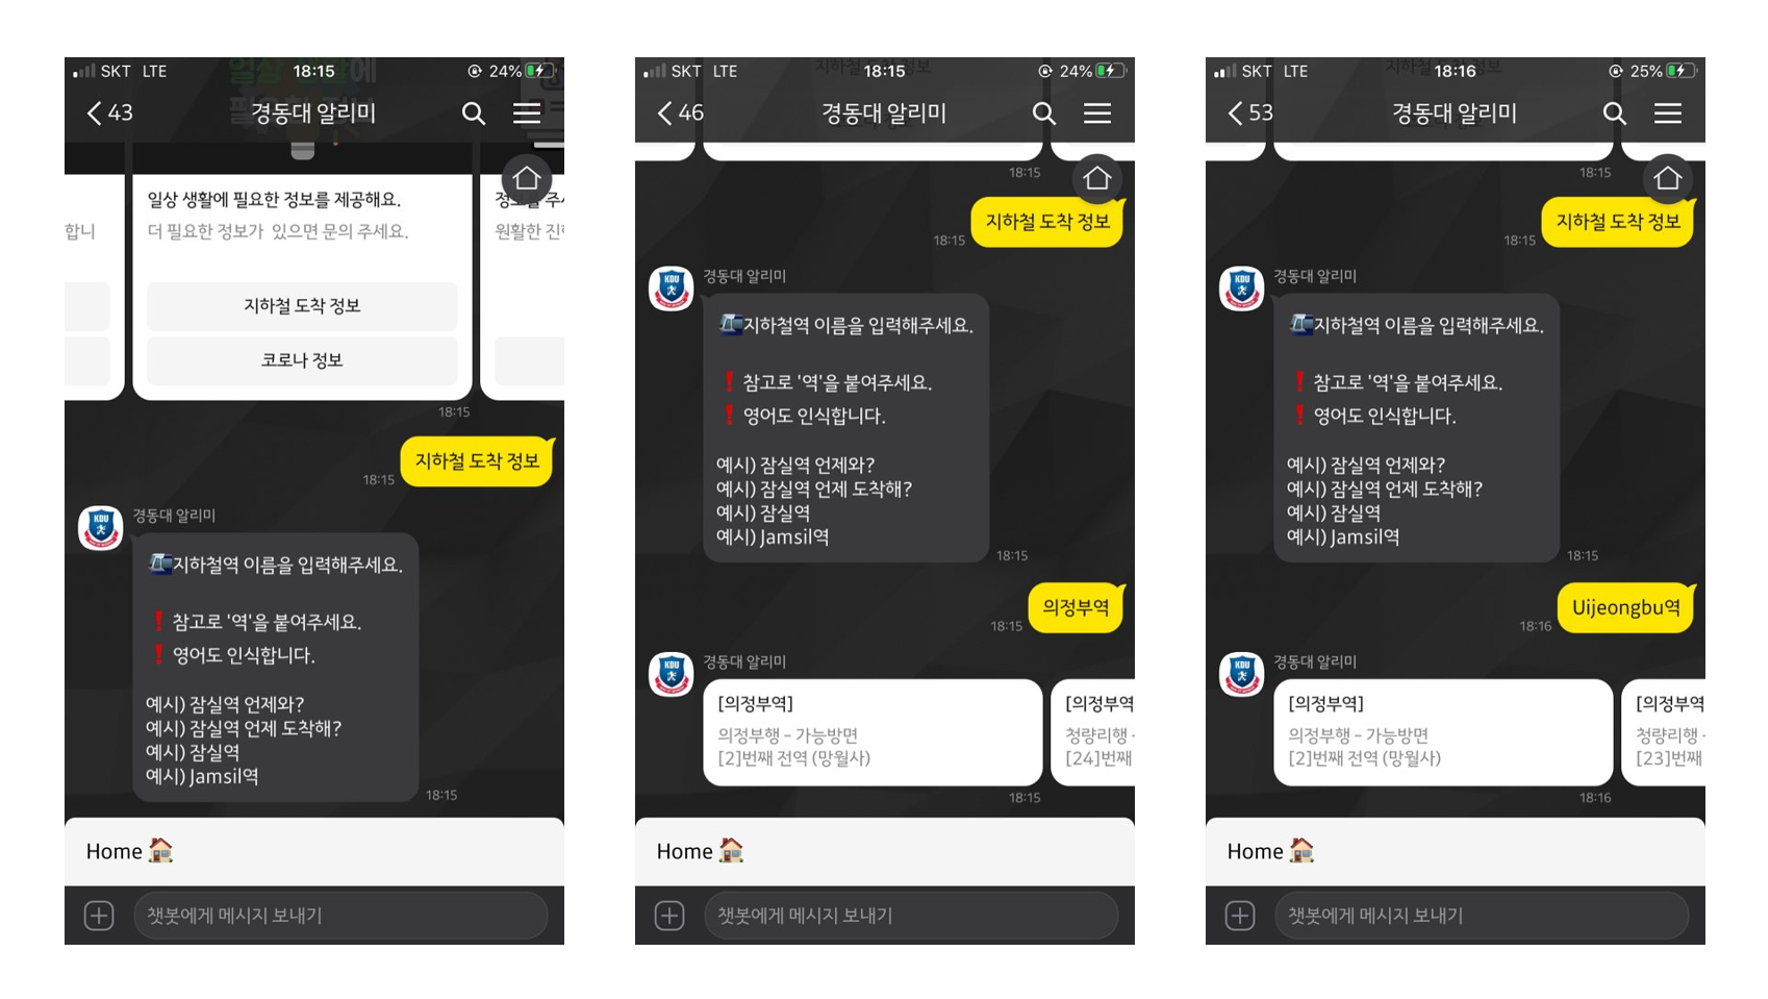 SKT LTE 18:15 24%
43 경동대 알리미
일상 생활에 필요한 정보를 제공해요.
합니 더 필요한 정보가 있으면 문의 주세요.
지하철 도착 정보
코로나 정보
18:15
지하철 도착 정보
18:15
KDU
경동대 알리미
지하철역 이름을 입력해주세요.
❗ 참고로 '역'을 붙여주세요.
❗ 영어도 인식합니다.
예시) 잠실역 언제와?
예시) 잠실역 언제 도착해?
예시) 잠실역
예시) Jamsil역
18:15
Home
챗봇에게 메시지 보내기
SKT LTE 18:15 24%
46 경동대 알리미
18:15
지하철 도착 정보
18:15
KDU
경동대 알리미
지하철역 이름을 입력해주세요.
❗ 참고로 '역'을 붙여주세요.
❗ 영어도 인식합니다.
예시) 잠실역 언제와?
예시) 잠실역 언제 도착해?
예시) 잠실역
예시) Jamsil역
18:15
의정부역
18:15
KDU
경동대 알리미
[의정부역]
의정부행 - 가능방면
[2]번째 전역 (망월사)
[의정부역
청량리행 -
[24]번째
18:15
Home
챗봇에게 메시지 보내기
SKT LTE 18:16 25%
53 경동대 알리미
18:15
지하철 도착 정보
18:15
KDU
경동대 알리미
지하철역 이름을 입력해주세요.
❗ 참고로 '역'을 붙여주세요.
❗ 영어도 인식합니다.
예시) 잠실역 언제와?
예시) 잠실역 언제 도착해?
예시) 잠실역
예시) Jamsil역
18:15
Uijeongbu역
18:16
KDU
경동대 알리미
[의정부역]
의정부행 - 가능방면
[2]번째 전역 (망월사)
[의정부역
청량리행 -
[23]번째
18:16
Home
챗봇에게 메시지 보내기